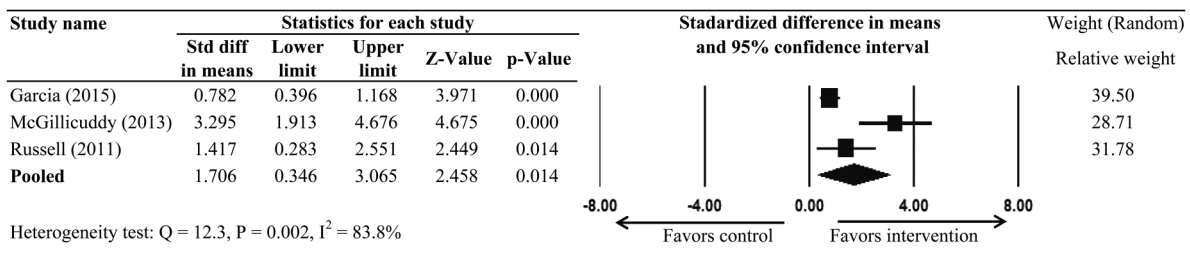 Study name Statistics for each study Stadardized difference in means and 95% confidence interval Weight (Random)
Std diff in means Lower limit Upper limit Z-Value p-Value Relative weight
Garcia (2015) 0.782 0.396 1.168 3.971 0.000 39.50
McGillicuddy (2013) 3.295 1.913 4.676 4.675 0.000 28.71
Russell (2011) 1.417 0.283 2.551 2.449 0.014 31.78
Pooled 1.706 0.346 3.065 2.458 0.014
-8.00 -4.00 0.00 4.00 8.00
Heterogeneity test: Q = 12.3, P = 0.002, I² = 83.8% Favors control Favors intervention